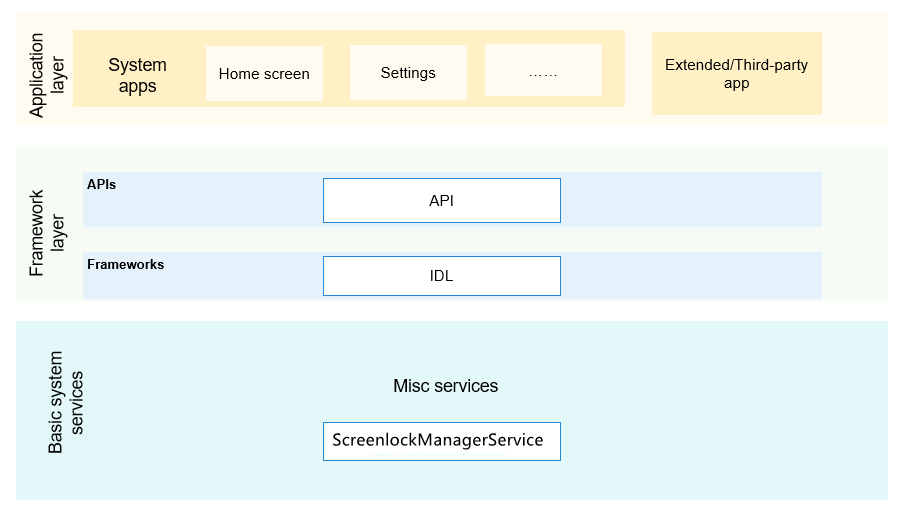 Application
layer
System
apps
Home screen
Settings
......
Extended/Third-party
app
Framework
layer
APIs
API
Frameworks
IDL
Basic system
services
Misc services
ScreenlockManagerService